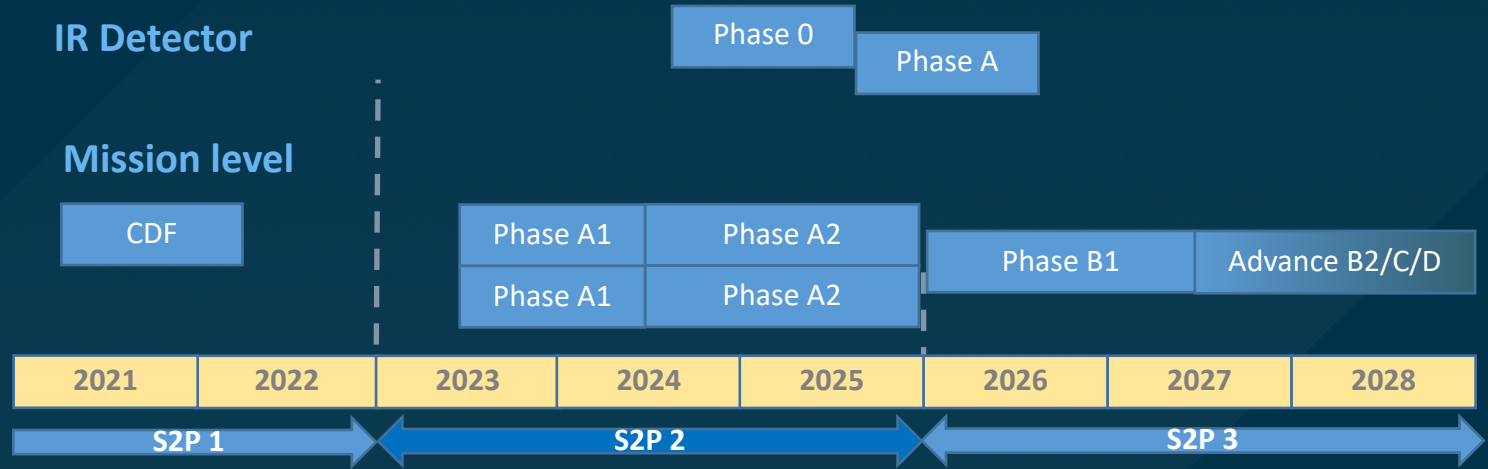 IR Detector
Phase 0
Phase A
Mission level
CDF
Phase A1
Phase A2
Phase A1
Phase A2
Phase B1
Advance B2/C/D
2021 2022 2023 2024 2025 2026 2027 2028
S2P 1 S2P 2 S2P 3